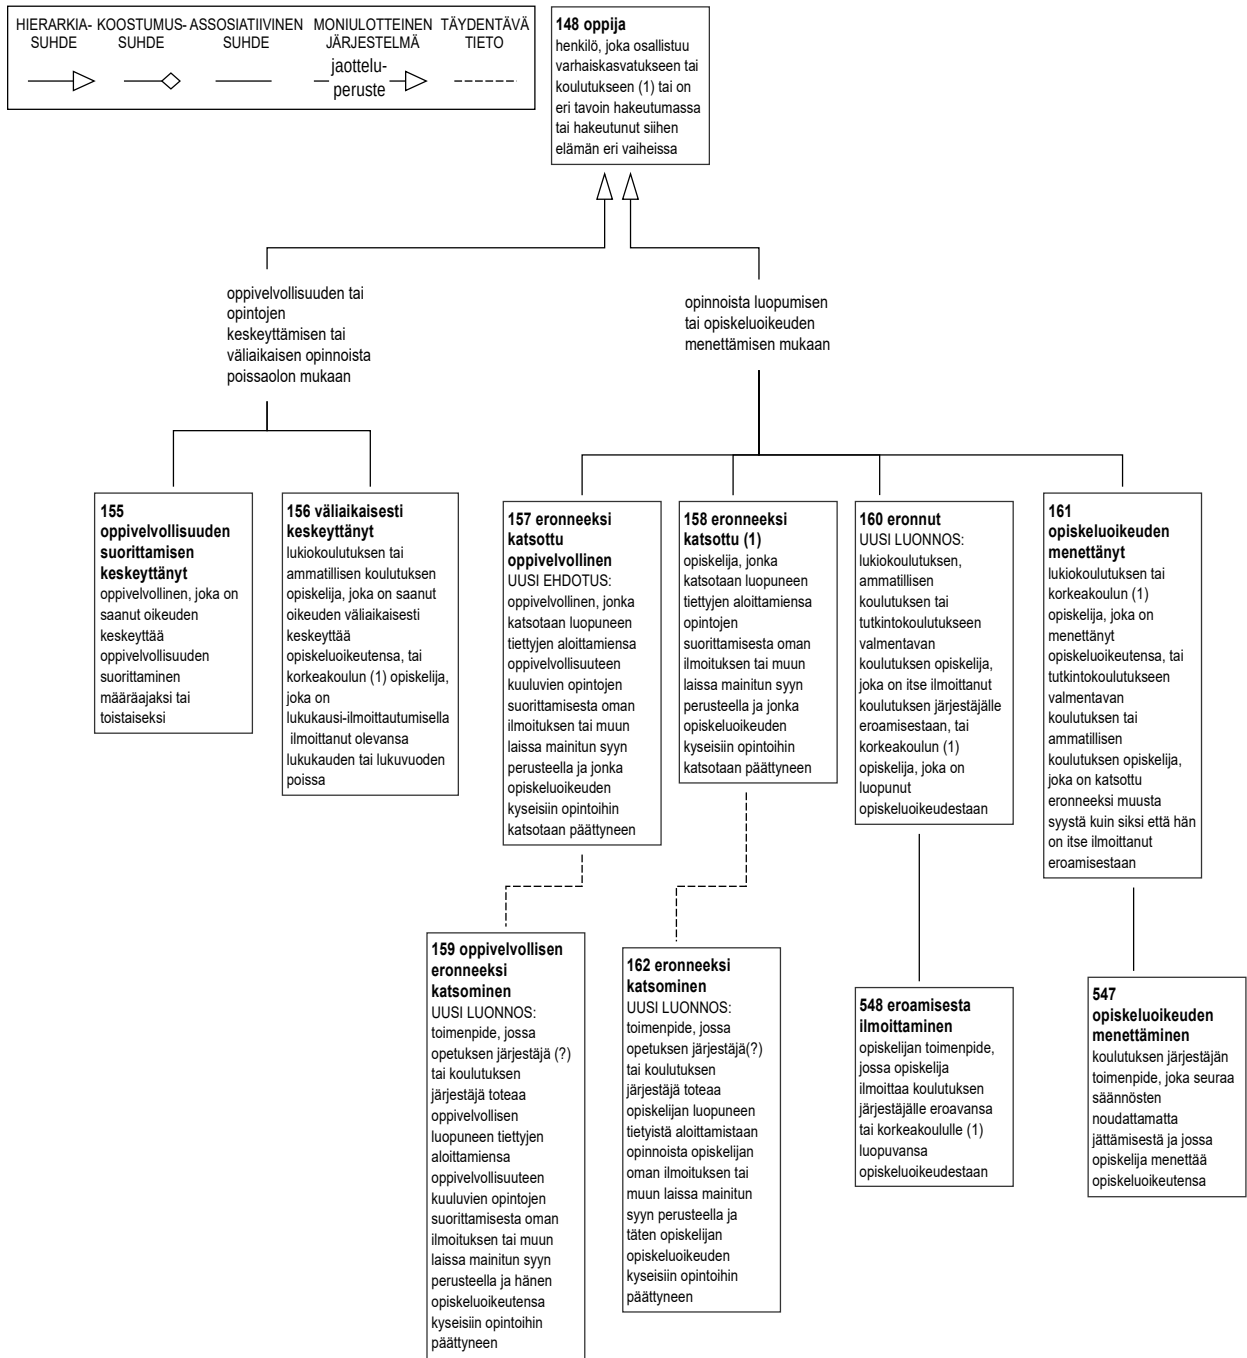 HIERARKIA- KOOSTUMUS- ASSOSIATIIVINEN MONIULOTTEINEN TÄYDENTÄVÄ
SUHDE SUHDE SUHDE JÄRJESTELMÄ TIETO
jaottelu-
peruste
148 oppija
henkilö, joka osallistuu
varhaiskasvatukseen tai
koulutukseen (1) tai on
eri tavoin hakeutumassa
tai hakeutunut siihen
elämän eri vaiheissa
oppivelvollisuuden tai
opintojen
keskeyttämisen tai
väliaikaisen opinnoista
poissaolon mukaan
opinnoista luopumisen
tai opiskeluoikeuden
menettämisen mukaan
155
oppivelvollisuuden
suorittamisen
keskeyttänyt
oppivelvollinen, joka on
saanut oikeuden
keskeyttää
oppivelvollisuuden
suorittaminen
määräajaksi tai
toistaiseksi
156 väliaikaisesti
keskeyttänyt
lukiokoulutuksen tai
ammatillisen koulutuksen
opiskelija, joka on saanut
oikeuden väliaikaisesti
keskeyttää
opiskeluoikeutensa, tai
korkeakoulun (1) opiskelija,
joka on
lukukausi-ilmoittautumisella
ilmoittanut olevansa
lukukauden tai lukuvuoden
poissa
157 eronneeksi
katsottu
oppivelvollinen
UUSI EHDOTUS:
oppivelvollinen, jonka
katsotaan luopuneen
tiettyjen aloittamiensa
oppivelvollisuuteen
kuuluvien opintojen
suorittamisesta oman
ilmoituksen tai muun
laissa mainitun syyn
perusteella ja jonka
opiskeluoikeuden
kyseisiin opintoihin
katsotaan päättyneen
158 eronneeksi
katsottu (1)
opiskelija, jonka
katsotaan luopuneen
tiettyjen aloittamiensa
opintojen
suorittamisesta oman
ilmoituksen tai muun
laissa mainitun syyn
perusteella ja jonka
opiskeluoikeuden
kyseisiin opintoihin
katsotaan päättyneen
160 eronnut
UUSI LUONNOS:
lukiokoulutuksen,
ammatillisen
koulutuksen tai
tutkintokoulutukseen
valmentavan
koulutuksen opiskelija,
joka on itse ilmoittanut
koulutuksen järjestäjälle
eroamisestaan, tai
korkeakoulun (1)
opiskelija, joka on
luopunut
opiskeluoikeudestaan
161
opiskeluoikeuden
menettänyt
lukiokoulutuksen tai
korkeakoulun (1)
opiskelija, joka on
menettänyt
opiskeluoikeutensa, tai
tutkintokoulutukseen
valmentavan
koulutuksen tai
ammatillisen
koulutuksen opiskelija,
joka on katsottu
eronneeksi muusta
syystä kuin siksi että hän
on itse ilmoittanut
eroamisestaan
159 oppivelvollisen
eronneeksi
katsominen
UUSI LUONNOS:
toimenpide, jossa
opetuksen järjestäjä (?)
tai koulutuksen
järjestäjä toteaa
oppivelvollisen
luopuneen tiettyjen
aloittamiensa
oppivelvollisuuteen
kuuluvien opintojen
suorittamisesta oman
ilmoituksen tai muun
laissa mainitun syyn
perusteella ja hänen
opiskeluoikeutensa
kyseisiin opintoihin
päättyneen
162 eronneeksi
katsominen
UUSI LUONNOS:
toimenpide, jossa
opetuksen järjestäjä(?)
tai koulutuksen
järjestäjä toteaa
opiskelijan luopuneen
tietyistä aloittamistaan
opinnoista opiskelijan
oman ilmoituksen tai
muun laissa mainitun
syyn perusteella ja
täten opiskelijan
opiskeluoikeuden
kyseisiin opintoihin
päättyneen
548 eroamisesta
ilmoittaminen
opiskelijan toimenpide,
jossa opiskelija
ilmoittaa koulutuksen
järjestäjälle eroavansa
tai korkeakoululle (1)
luopuvansa
opiskeluoikeudestaan
547
opiskeluoikeuden
menettäminen
koulutuksen järjestäjän
toimenpide, joka seuraa
säännösten
noudattamatta
jättämisestä ja jossa
opiskelija menettää
opiskeluoikeutensa